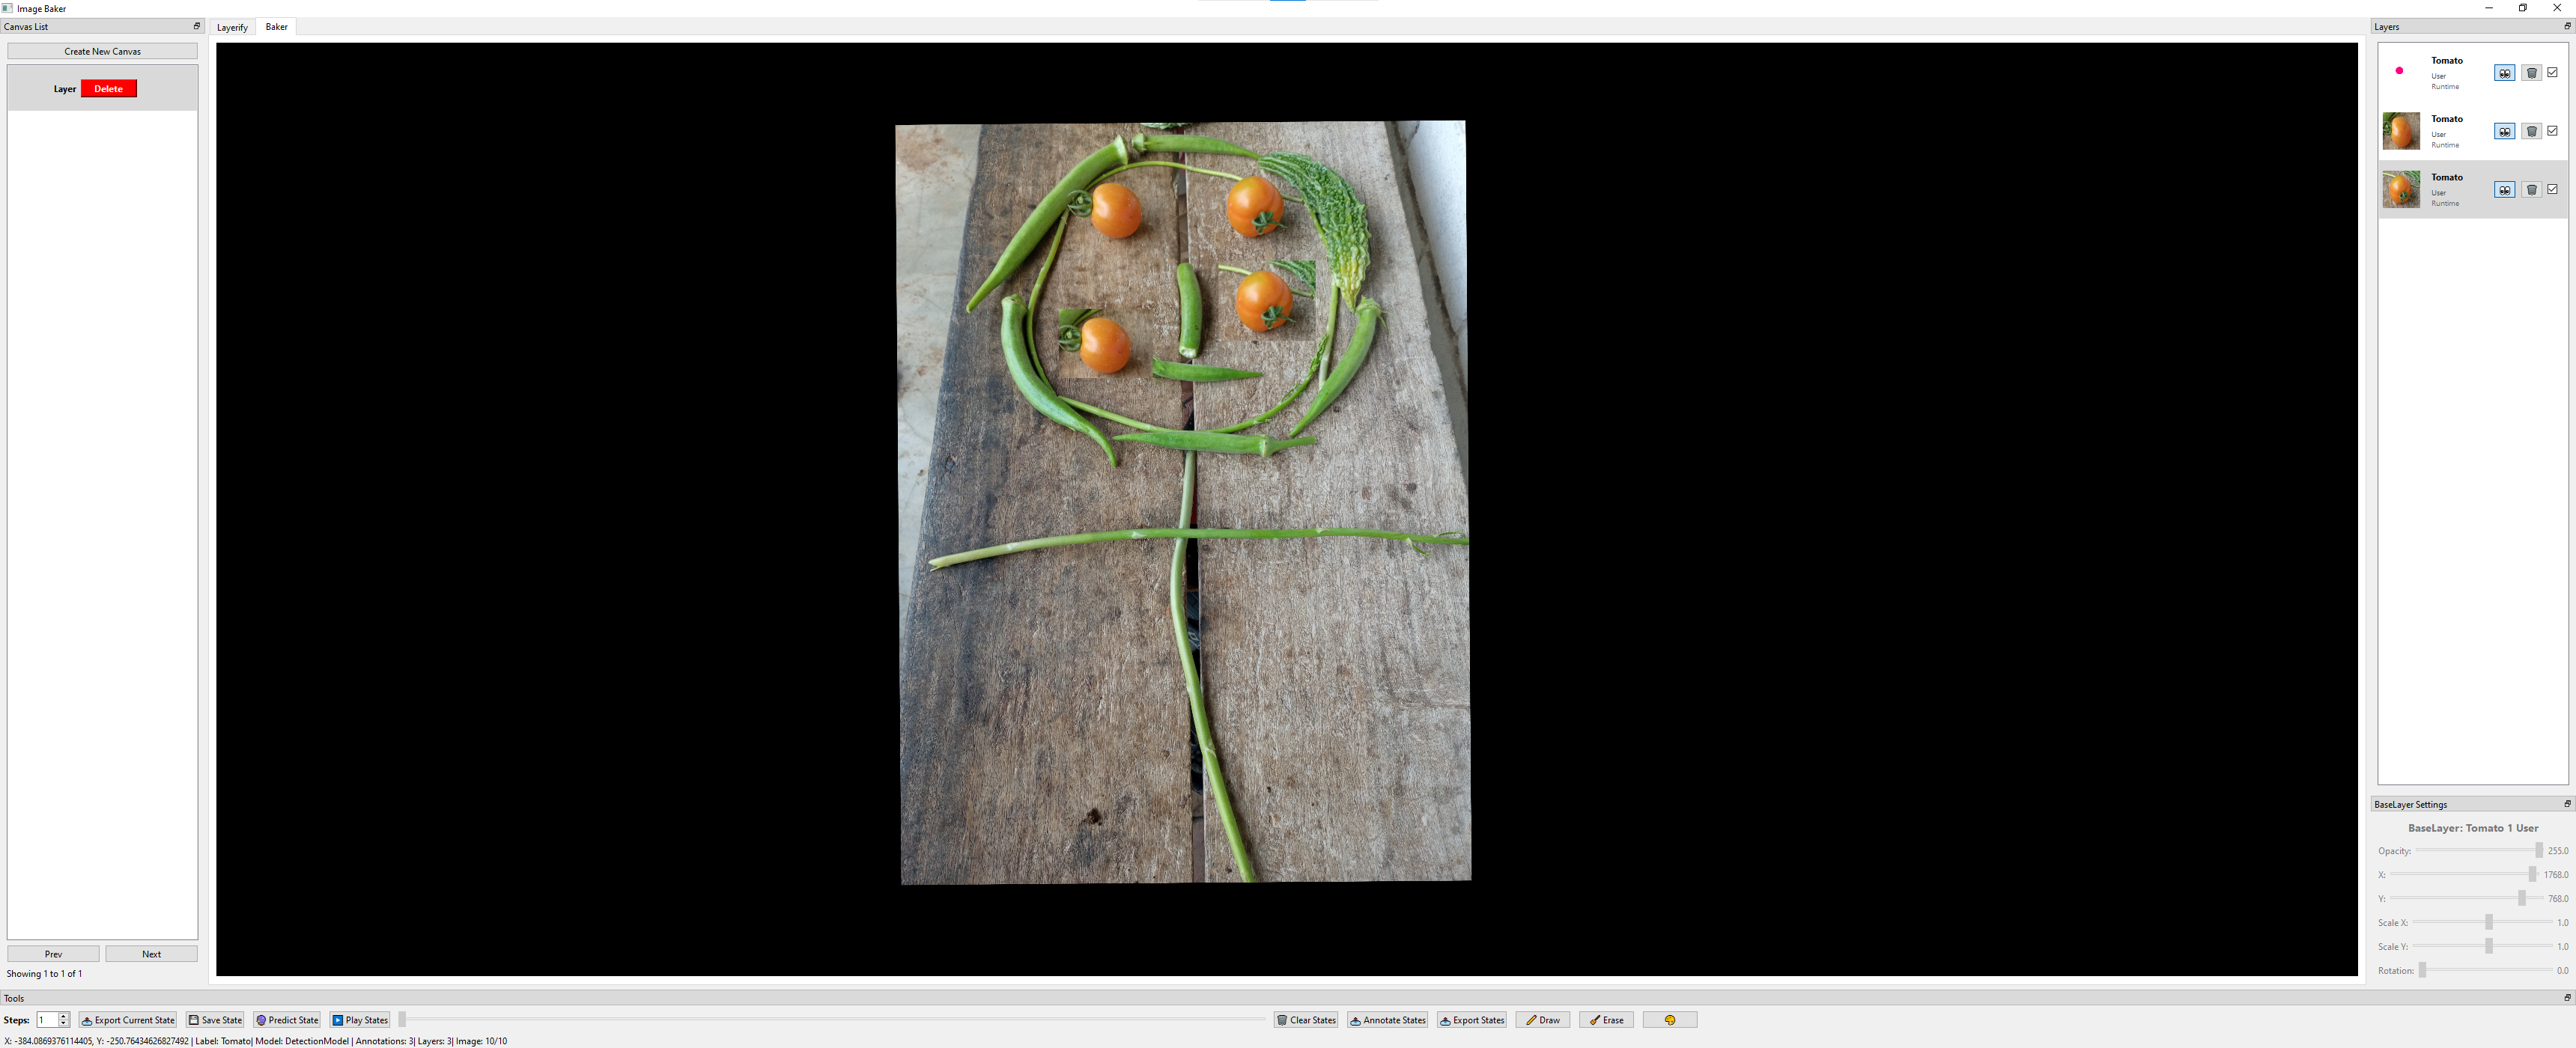 Image Baker
Canvas List
Create New Canvas
Layer Delete
Prev Next
Showing 1 to 1 of 1
Layerify Baker
Layers
Tomato
User
Runtime
Tomato
User
Runtime
Tomato
User
Runtime
BaseLayer Settings
BaseLayer: Tomato 1 User
Opacity: 255.0
X: 1768.0
Y: 768.0
Scale X: 1.0
Scale Y: 1.0
Rotation: 0.0
Tools
Steps: 1 Export Current State Save State Predict State Play States Clear States Annotate States Export States Draw Erase
X: -384.0869376114405, Y: -250.76434626827492 | Label: Tomato| Model: DetectionModel | Annotations: 3| Layers: 3| Image: 10/10